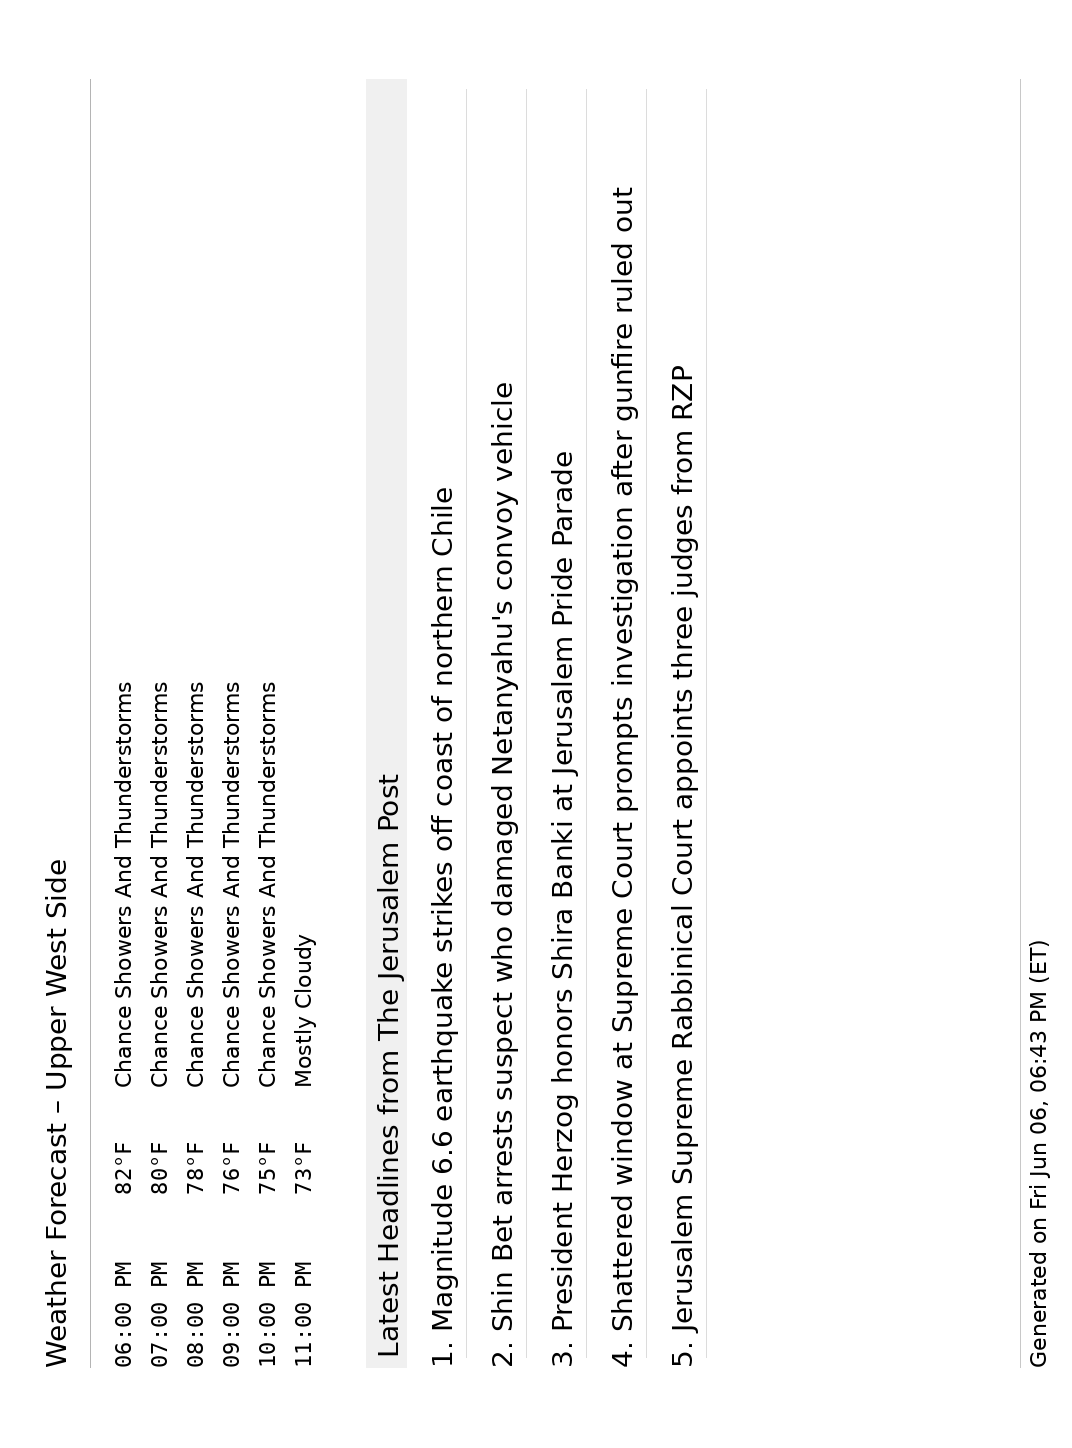 Weather Forecast – Upper West Side
06:00 PM 82°F Chance Showers And Thunderstorms
07:00 PM 80°F Chance Showers And Thunderstorms
08:00 PM 78°F Chance Showers And Thunderstorms
09:00 PM 76°F Chance Showers And Thunderstorms
10:00 PM 75°F Chance Showers And Thunderstorms
11:00 PM 73°F Mostly Cloudy
Latest Headlines from The Jerusalem Post
1. Magnitude 6.6 earthquake strikes off coast of northern Chile
2. Shin Bet arrests suspect who damaged Netanyahu's convoy vehicle
3. President Herzog honors Shira Banki at Jerusalem Pride Parade
4. Shattered window at Supreme Court prompts investigation after gunfire ruled out
5. Jerusalem Supreme Rabbinical Court appoints three judges from RZP
Generated on Fri Jun 06, 06:43 PM (ET)